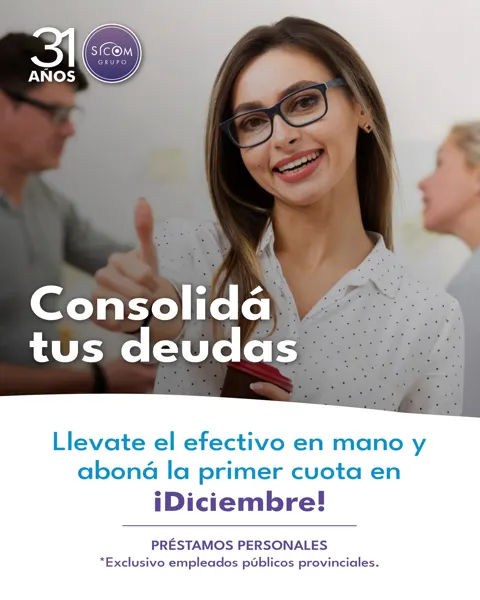 31
AÑOS
SICOM
GRUPO
Consolidá
tus deudas
Llevate el efectivo en mano y
aboná la primer cuota en
¡Diciembre!
PRÉSTAMOS PERSONALES
*Exclusivo empleados públicos provinciales.